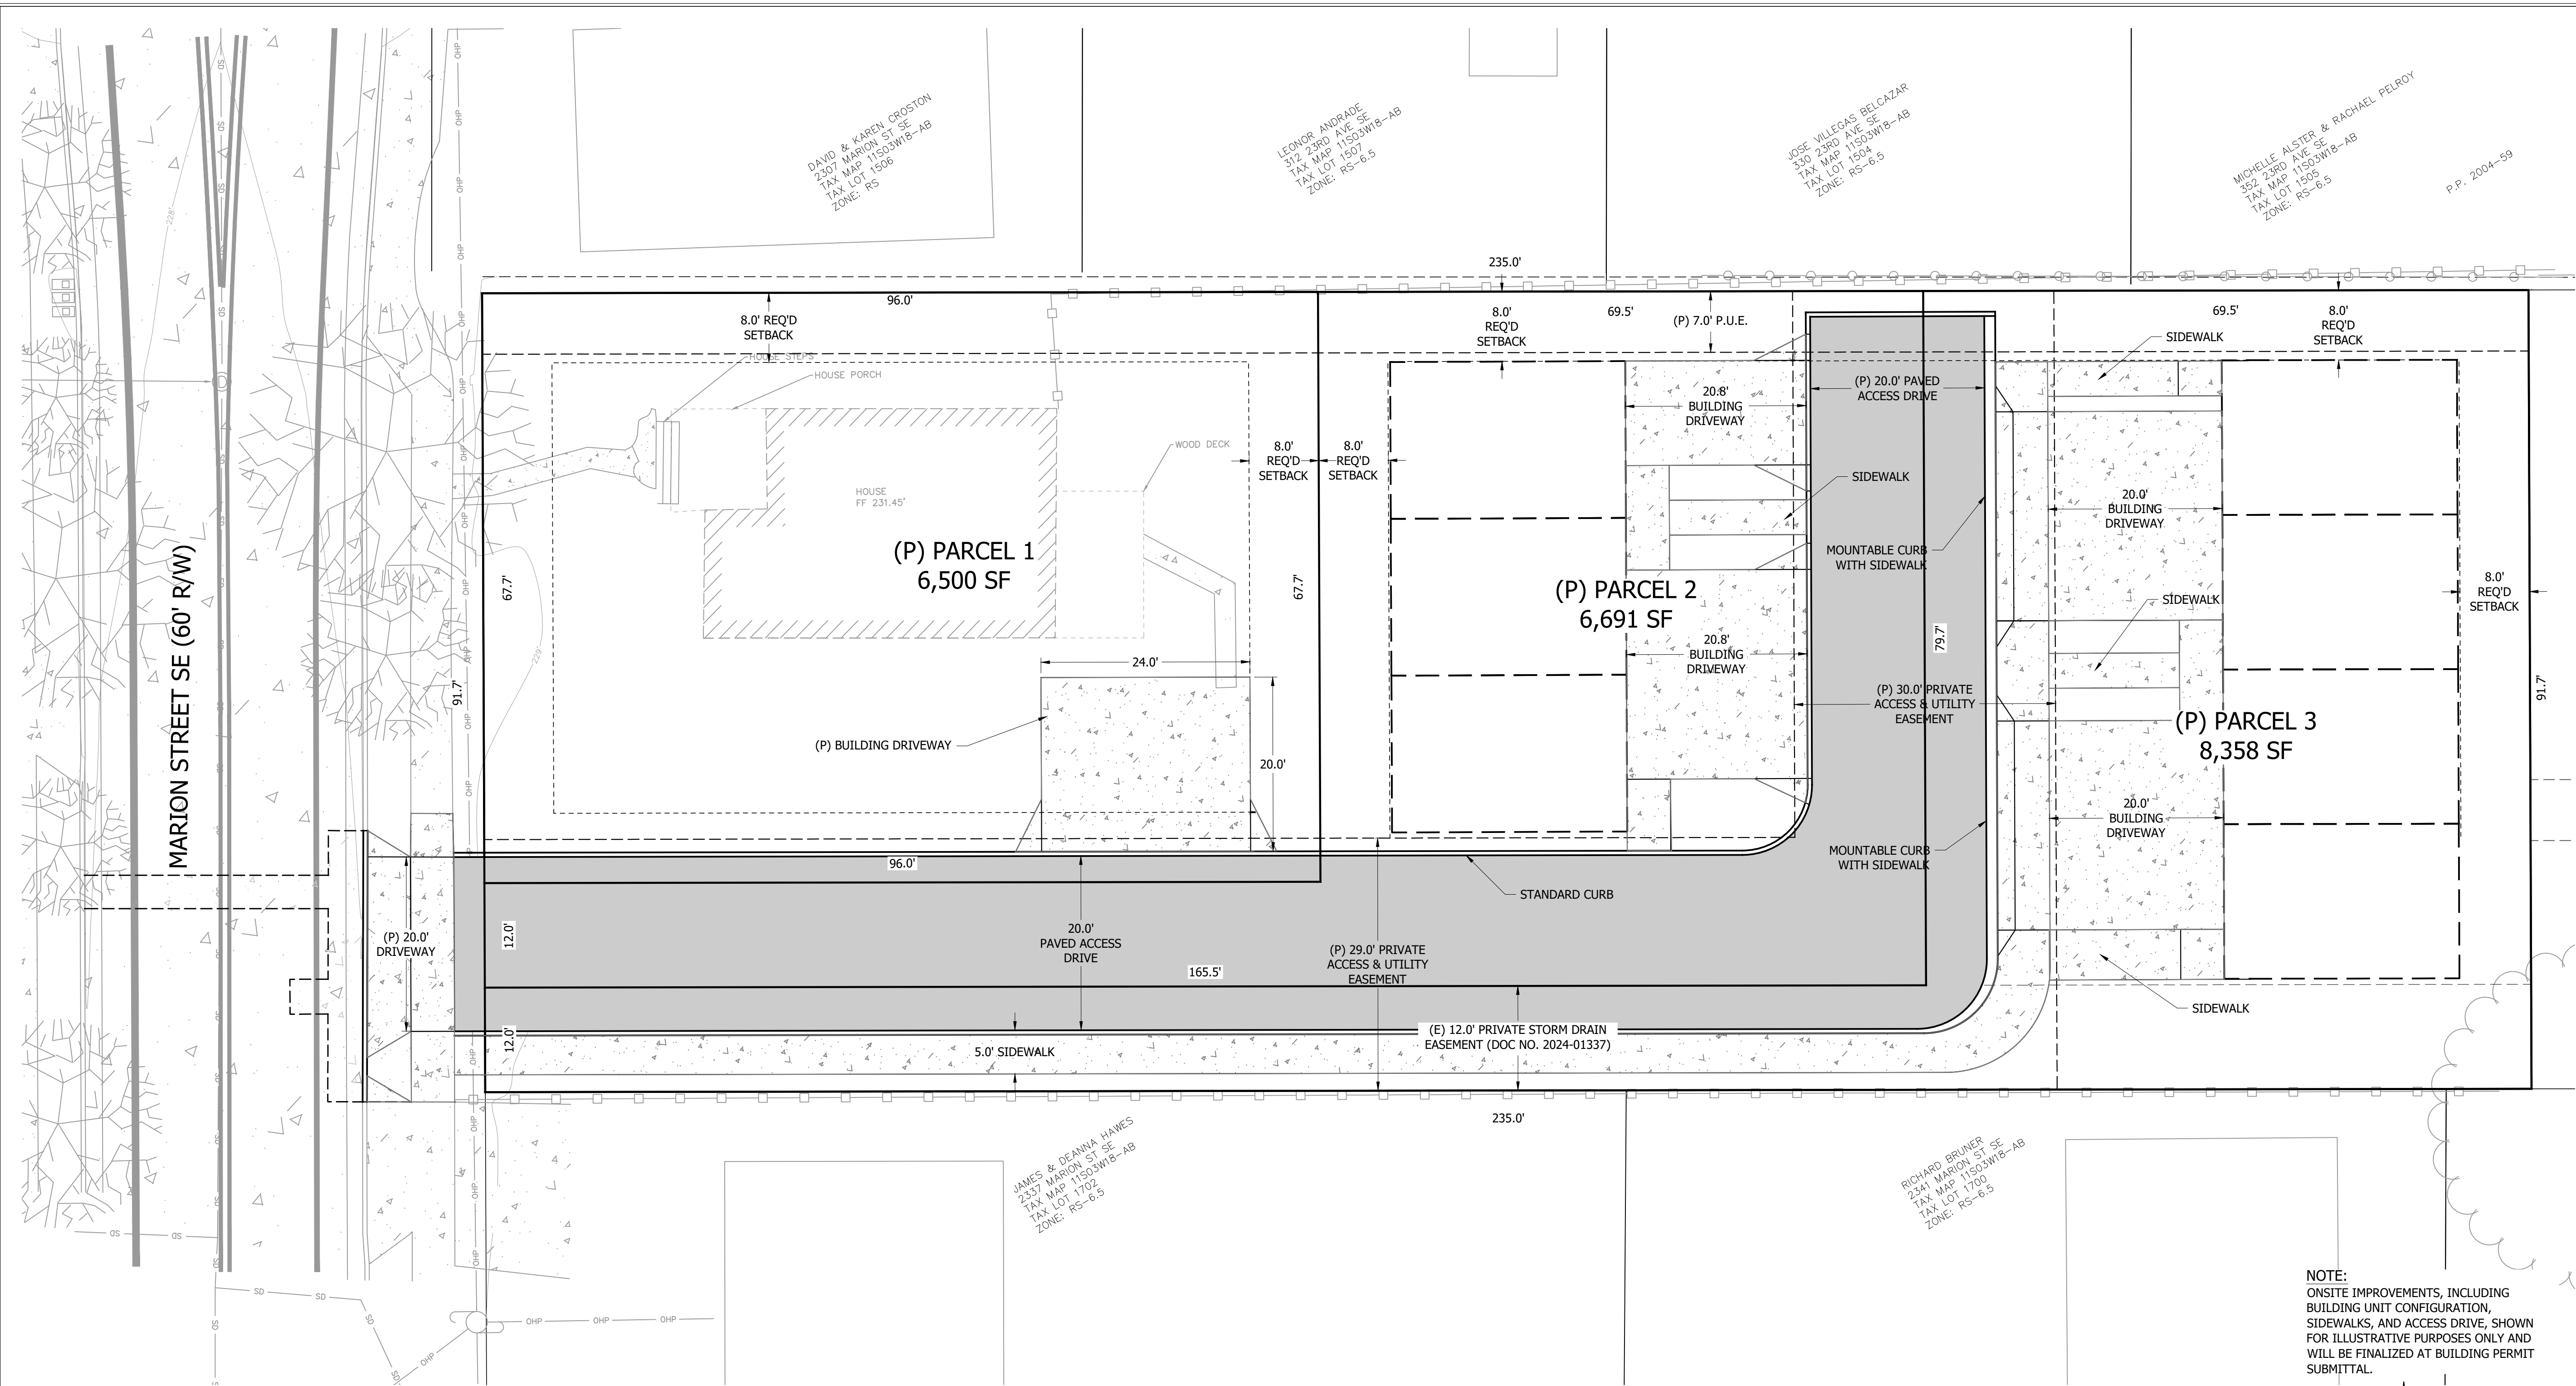 DAVID & KAREN CROSTON
2307 MARION ST SE
TAX MAP 11S03W18-AB
TAX LOT 1506
ZONE: RS
LEONOR ANDRADE
312 23RD AVE SE
TAX MAP 11S03W18-AB
TAX LOT 1507
ZONE: RS-6.5
JOSE VILLEGAS BELCAZAR
330 23RD AVE SE
TAX MAP 11S03W18-AB
TAX LOT 1504
ZONE: RS-6.5
MICHELLE ALSTER & RACHAEL PELROY
352 23RD AVE SE
TAX MAP 11S03W18-AB
TAX LOT 1505
ZONE: RS-6.5
P.P. 2004-59
235.0'
96.0'
8.0' REQ'D
SETBACK
8.0'
REQ'D
SETBACK
69.5'
(P) 7.0' P.U.E.
69.5'
8.0'
REQ'D
SETBACK
SIDEWALK
HOUSE STEPS
HOUSE PORCH
(P) 20.0' PAVED
ACCESS DRIVE
20.8'
BUILDING
DRIVEWAY
WOOD DECK
8.0'
REQ'D
SETBACK
8.0'
REQ'D
SETBACK
SIDEWALK
HOUSE
FF 231.45'
20.0'
BUILDING
DRIVEWAY
(P) PARCEL 1
6,500 SF
MOUNTABLE CURB
WITH SIDEWALK
67.7'
67.7'
(P) PARCEL 2
6,691 SF
8.0'
REQ'D
SETBACK
SIDEWALK
79.7'
20.8'
BUILDING
DRIVEWAY
24.0'
229'
228'
91.7'
91.7'
(P) 30.0' PRIVATE
ACCESS & UTILITY
EASEMENT
(P) PARCEL 3
8,358 SF
MARION STREET SE (60' R/W)
(P) BUILDING DRIVEWAY
20.0'
20.0'
BUILDING
DRIVEWAY
MOUNTABLE CURB
WITH SIDEWALK
96.0'
STANDARD CURB
(P) 20.0'
DRIVEWAY
12.0'
20.0'
PAVED ACCESS
DRIVE
165.5'
(P) 29.0' PRIVATE
ACCESS & UTILITY
EASEMENT
SIDEWALK
12.0'
5.0' SIDEWALK
(E) 12.0' PRIVATE STORM DRAIN
EASEMENT (DOC NO. 2024-01337)
235.0'
JAMES & DEANNA HAWES
2337 MARION ST SE
TAX MAP 11S03W18-AB
TAX LOT 1702
ZONE: RS-6.5
RICHARD BRUNER
2341 MARION ST SE
TAX MAP 11S03W18-AB
TAX LOT 1700
ZONE: RS-6.5
SD
SD
SD
SD
OHP
OHP
OHP
OHP
NOTE:
ONSITE IMPROVEMENTS, INCLUDING
BUILDING UNIT CONFIGURATION,
SIDEWALKS, AND ACCESS DRIVE, SHOWN
FOR ILLUSTRATIVE PURPOSES ONLY AND
WILL BE FINALIZED AT BUILDING PERMIT
SUBMITTAL.